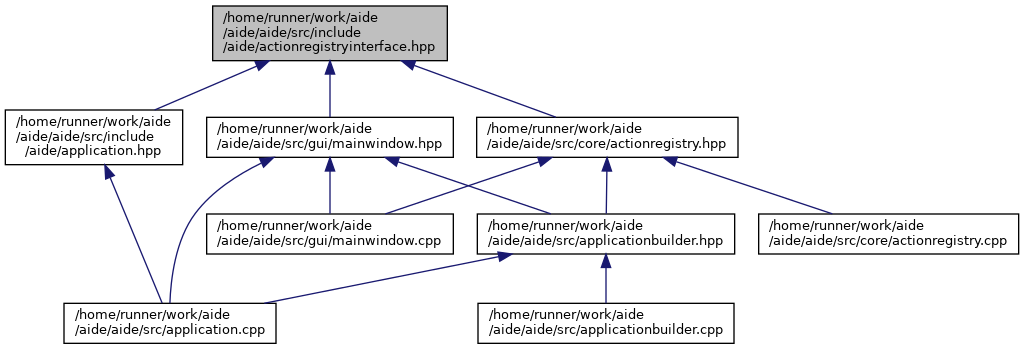 /home/runner/work/aide
/aide/aide/src/include
/aide/actionregistryinterface.hpp
/home/runner/work/aide
/aide/aide/src/include
/aide/application.hpp
/home/runner/work/aide
/aide/aide/src/gui/mainwindow.hpp
/home/runner/work/aide
/aide/aide/src/core/actionregistry.hpp
/home/runner/work/aide
/aide/aide/src/gui/mainwindow.cpp
/home/runner/work/aide
/aide/aide/src/applicationbuilder.hpp
/home/runner/work/aide
/aide/aide/src/core/actionregistry.cpp
/home/runner/work/aide
/aide/aide/src/application.cpp
/home/runner/work/aide
/aide/aide/src/applicationbuilder.cpp